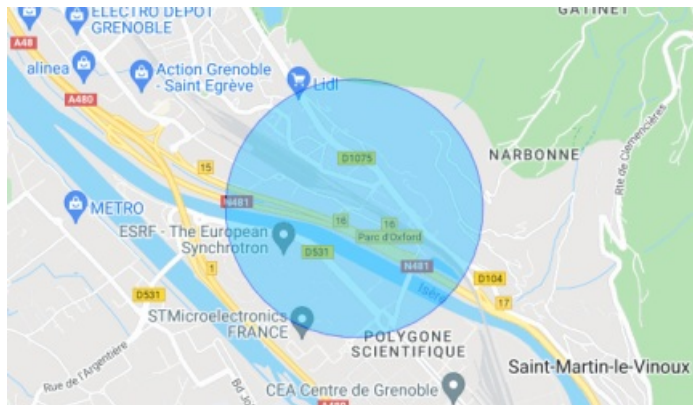 ELECTRO DEPOT
GRENOBLE
GATINET
A48
alinea
Action Grenoble
- Saint Egrève
Lidl
A480
Rte de Clémencières
D1075
NARBONNE
15
N481
METRO
16
16
ESRF - The European
Synchrotron
Parc d'Oxford
D531
N481
1
D104
D531
Isère
17
STMicroelectronics
FRANCE
POLYGONE
SCIENTIFIQUE
Rue de l'Argentière
Saint-Martin-le-Vinoux
CEA Centre de Grenoble
Bd Jo
A480